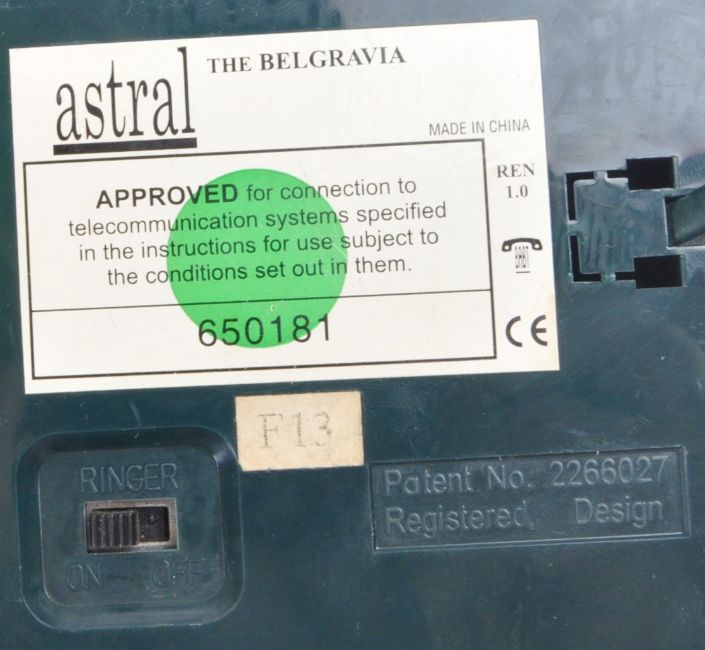 astral THE BELGRAVIA
MADE IN CHINA
APPROVED for connection to
telecommunication systems specified
in the instructions for use subject to
the conditions set out in them.
650181
REN
1.0
CE
F13
RINGER
ON OFF
Patent No. 2266027
Registered Design